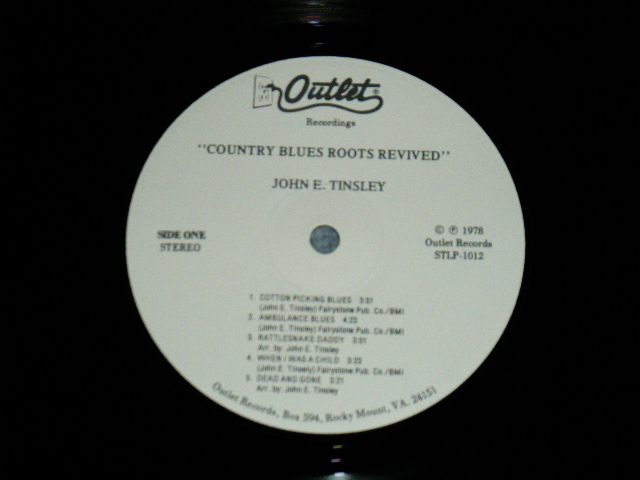 Outlet
Recordings
"COUNTRY BLUES ROOTS REVIVED"
JOHN E. TINSLEY
SIDE ONE
STEREO
© ℗ 1978
Outlet Records
STLP-1012
1. COTTON PICKING BLUES 3:51
(John E. Tinsley) Fairystone Pub. Co./BMI
2. AMBULANCE BLUES 4:23
(John E. Tinsley) Fairystone Pub. Co./BMI
3. RATTLESNAKE DADDY 3:51
Arr. by: John E. Tinsley
4. WHEN I WAS A CHILD 3:23
(John E. Tinsely) Fairystone Pub. Co./BMI
5. DEAD AND GONE 3:21
Arr. by: John E. Tinsley
Outlet Records, Box 594, Rocky Mount, VA. 24151